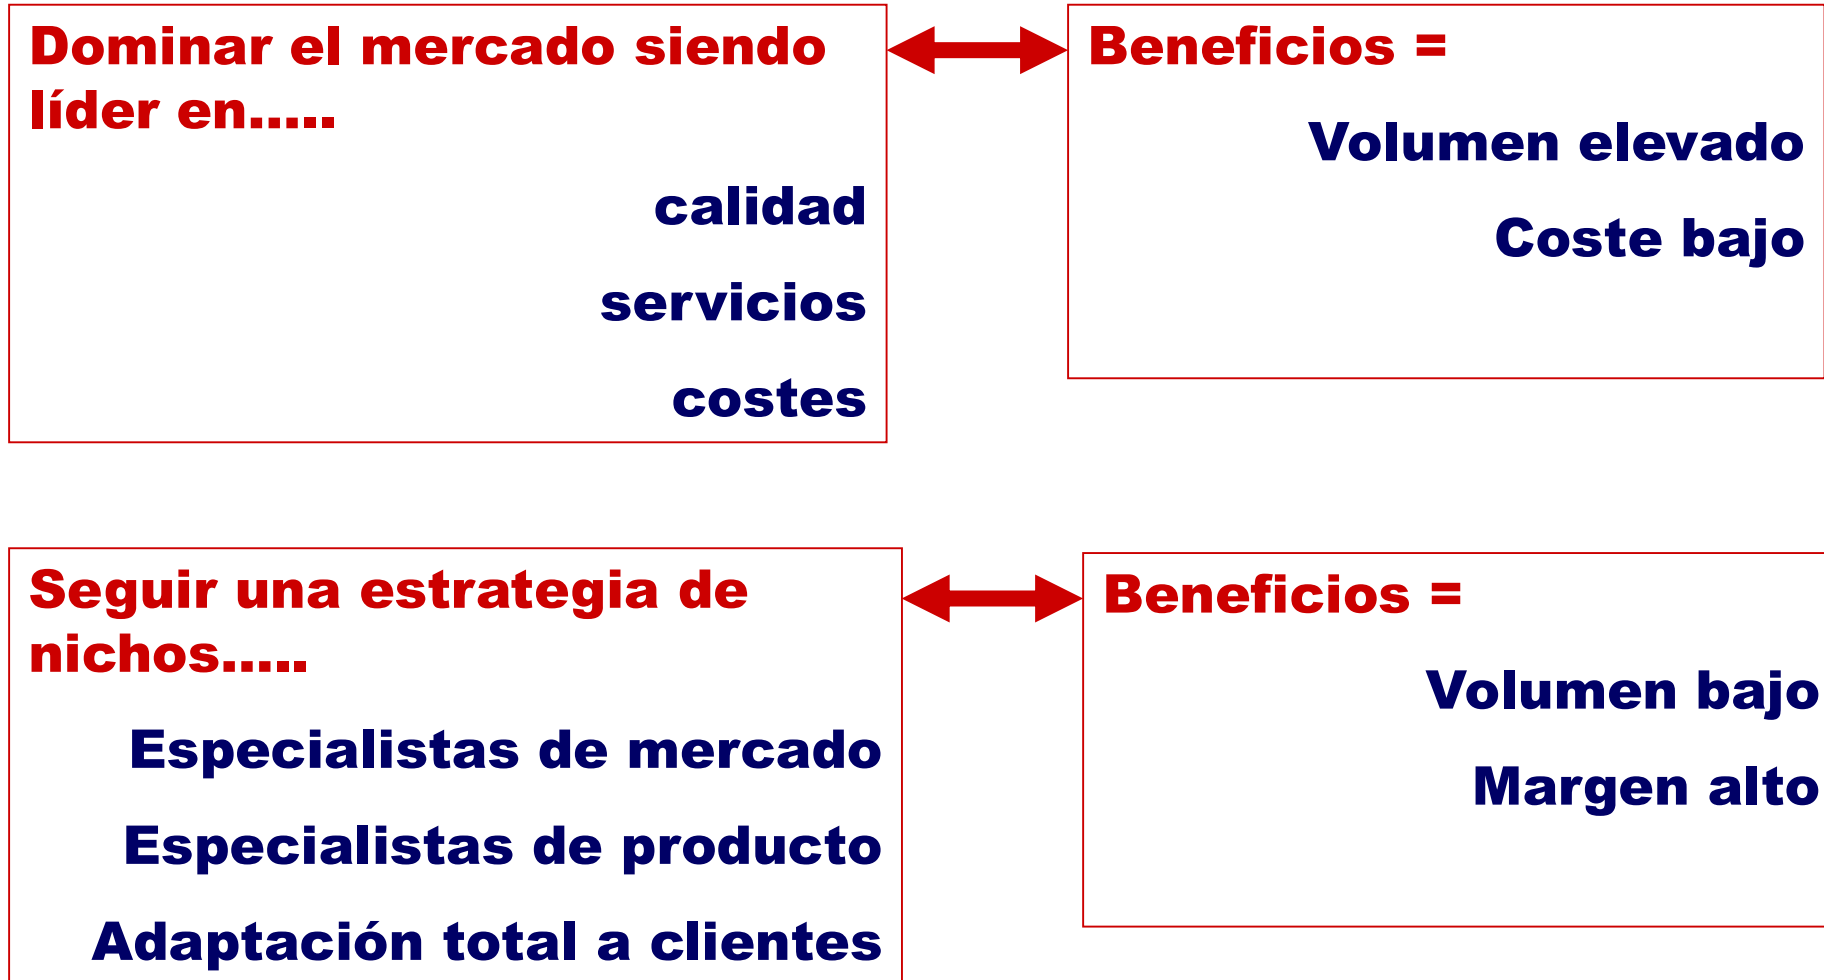 Dominar el mercado siendo
líder en.....
calidad
servicios
costes
Beneficios =
Volumen elevado
Coste bajo
Seguir una estrategia de
nichos.....
Especialistas de mercado
Especialistas de producto
Adaptación total a clientes
Beneficios =
Volumen bajo
Margen alto